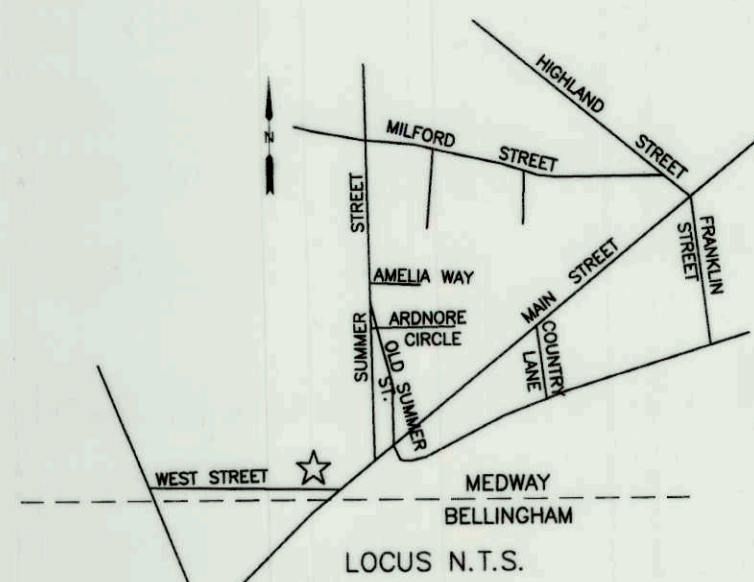 HIGHLAND STREET
MILFORD STREET
N
SUMMER STREET
AMELIA WAY
ARDNORE
CIRCLE
OLD SUMMER
ST.
MAIN STREET
FRANKLIN
STREET
COUNTRY
LANE
WEST STREET
MEDWAY
BELLINGHAM
LOCUS N.T.S.